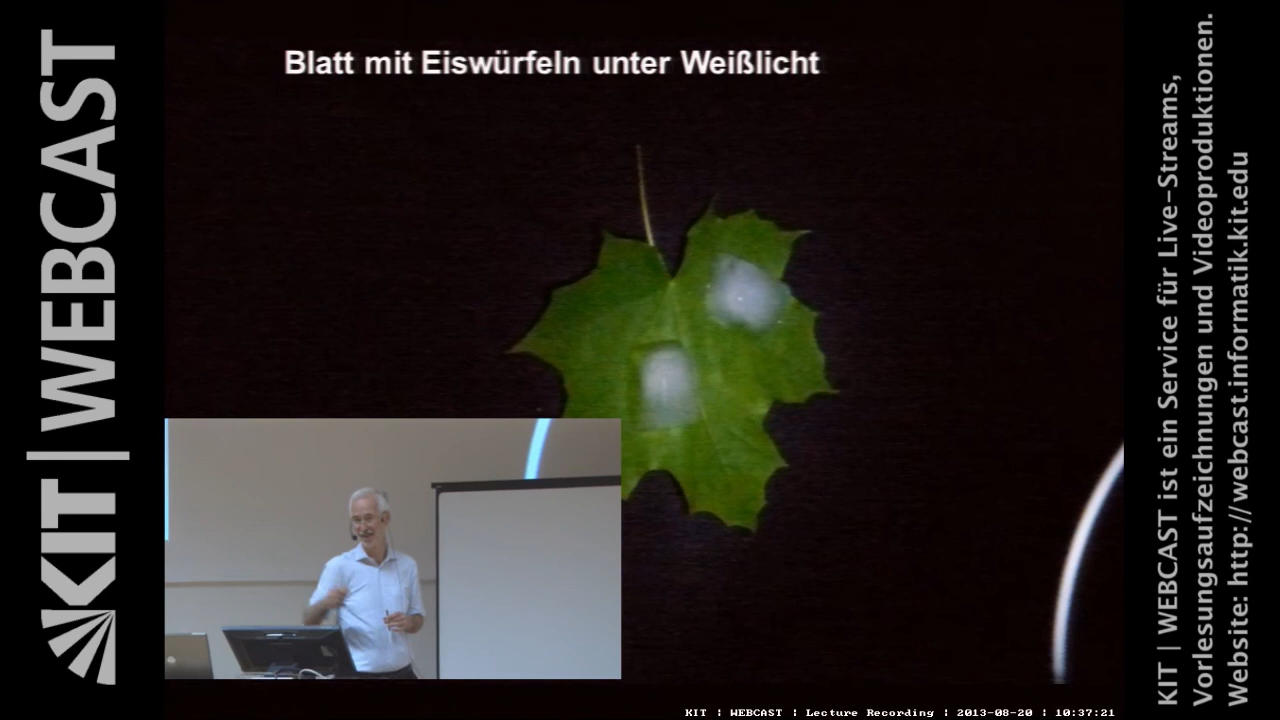 KIT | WEBCAST
Blatt mit Eiswürfeln unter Weißlicht
KIT | WEBCAST ist ein Service für Live-Streams,
Vorlesungsaufzeichnungen und Videoproduktionen.
Website: http://webcast.informatik.kit.edu
KIT ¦ WEBCAST ¦ Lecture Recording ¦ 2013-08-20 ¦ 10:37:21